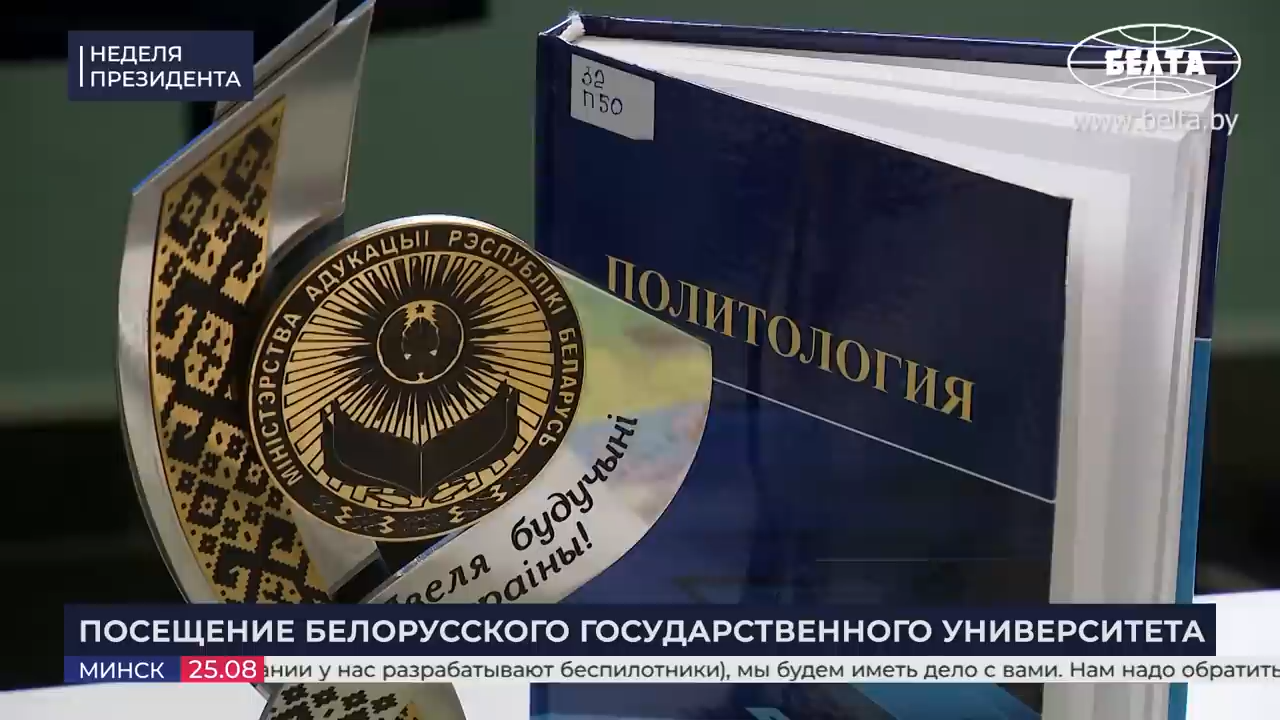 НЕДЕЛЯ
ПРЕЗИДЕНТА
БЕЛТА
www.belta.by
32
П50
ПОЛИТОЛОГИЯ
МІНІСТЭРСТВА АДУКАЦЫІ РЭСПУБЛІКІ БЕЛАРУСЬ
будучыні
ПОСЕЩЕНИЕ БЕЛОРУССКОГО ГОСУДАРСТВЕННОГО УНИВЕРСИТЕТА
МИНСК 25.08 ании у нас разрабатывают беспилотники), мы будем иметь дело с вами. Нам надо обратить